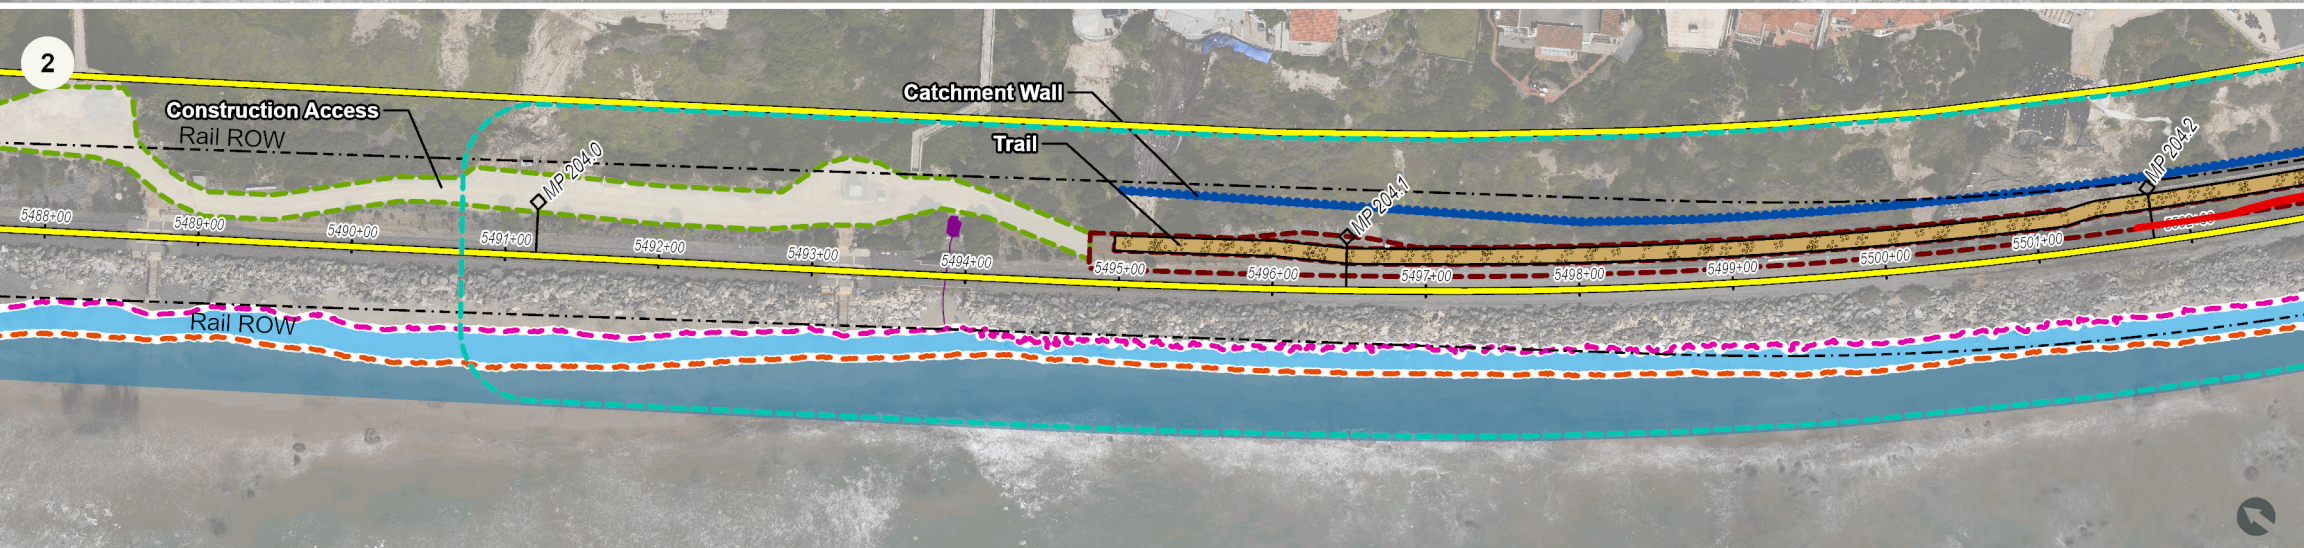 2
Catchment Wall
Construction Access
Rail ROW
Trail
MP 204.0
MP 204.1
MP 204.2
5488+00
5489+00
5490+00
5491+00
5492+00
5493+00
5494+00
5495+00
5496+00
5497+00
5498+00
5499+00
5500+00
5501+00
Rail ROW